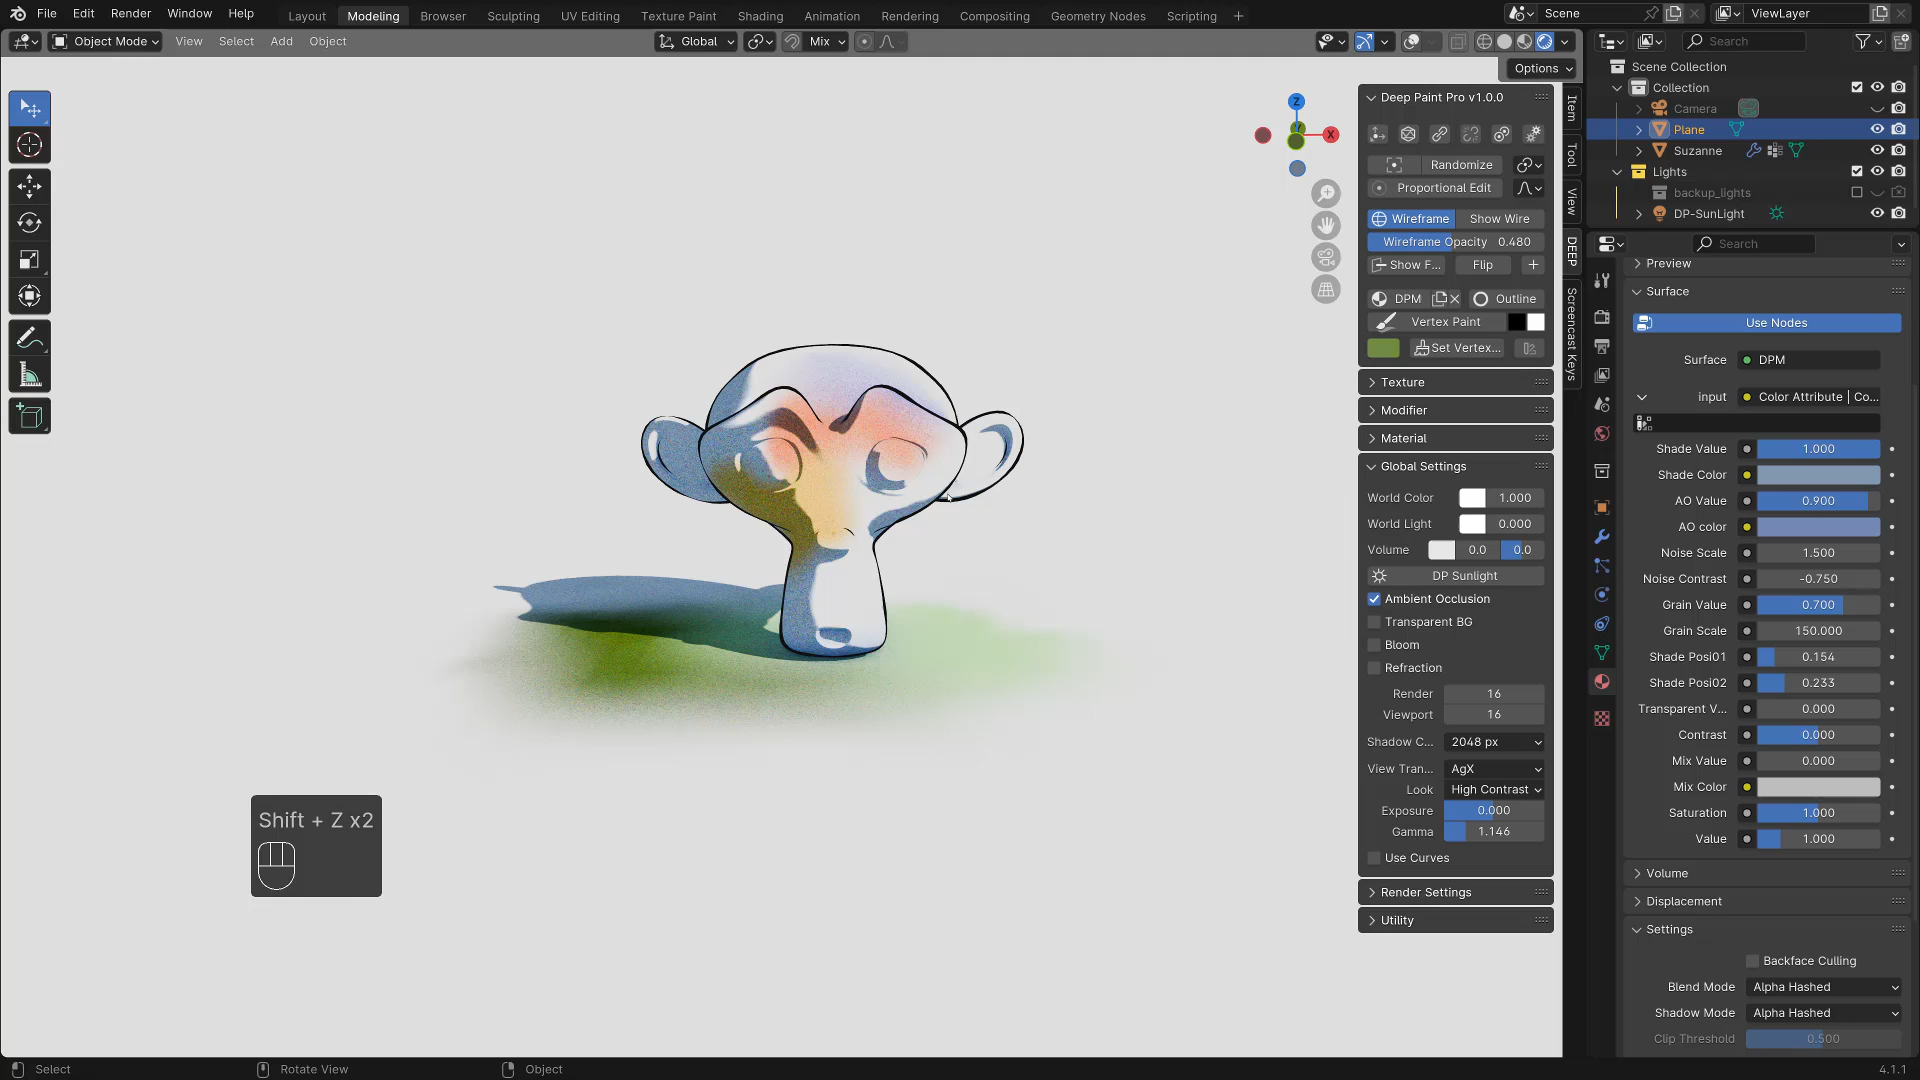 File Edit Render Window Help Layout Modeling Browser Sculpting UV Editing Texture Paint Shading Animation Rendering Compositing Geometry Nodes Scripting + Scene ViewLayer
Object Mode View Select Add Object Global Mix Search
Options
Scene Collection
Collection
Camera
Plane
Suzanne
Lights
backup_lights
DP-SunLight
Z
X
Y
Item
Tool
View
DEEP
Screencast Keys
Deep Paint Pro v1.0.0
Randomize
Proportional Edit
Wireframe Show Wire
Wireframe Opacity 0.480
Show F... Flip +
DPM Outline
Vertex Paint
Set Vertex...
Texture
Modifier
Material
Global Settings
World Color 1.000
World Light 0.000
Volume 0.0 0.0
DP Sunlight
Ambient Occlusion
Transparent BG
Bloom
Refraction
Render 16
Viewport 16
Shadow C... 2048 px
View Tran... AgX
Look High Contrast
Exposure 0.000
Gamma 1.146
Use Curves
Render Settings
Utility
Search
Preview
Surface
Use Nodes
Surface DPM
input Color Attribute | Co...
Shade Value 1.000
Shade Color
AO Value 0.900
AO color
Noise Scale 1.500
Noise Contrast -0.750
Grain Value 0.700
Grain Scale 150.000
Shade Posi01 0.154
Shade Posi02 0.233
Transparent V... 0.000
Contrast 0.000
Mix Value 0.000
Mix Color
Saturation 1.000
Value 1.000
Volume
Displacement
Settings
Backface Culling
Blend Mode Alpha Hashed
Shadow Mode Alpha Hashed
Clip Threshold 0.500
Shift + Z x2
Select Rotate View Object 4.1.1